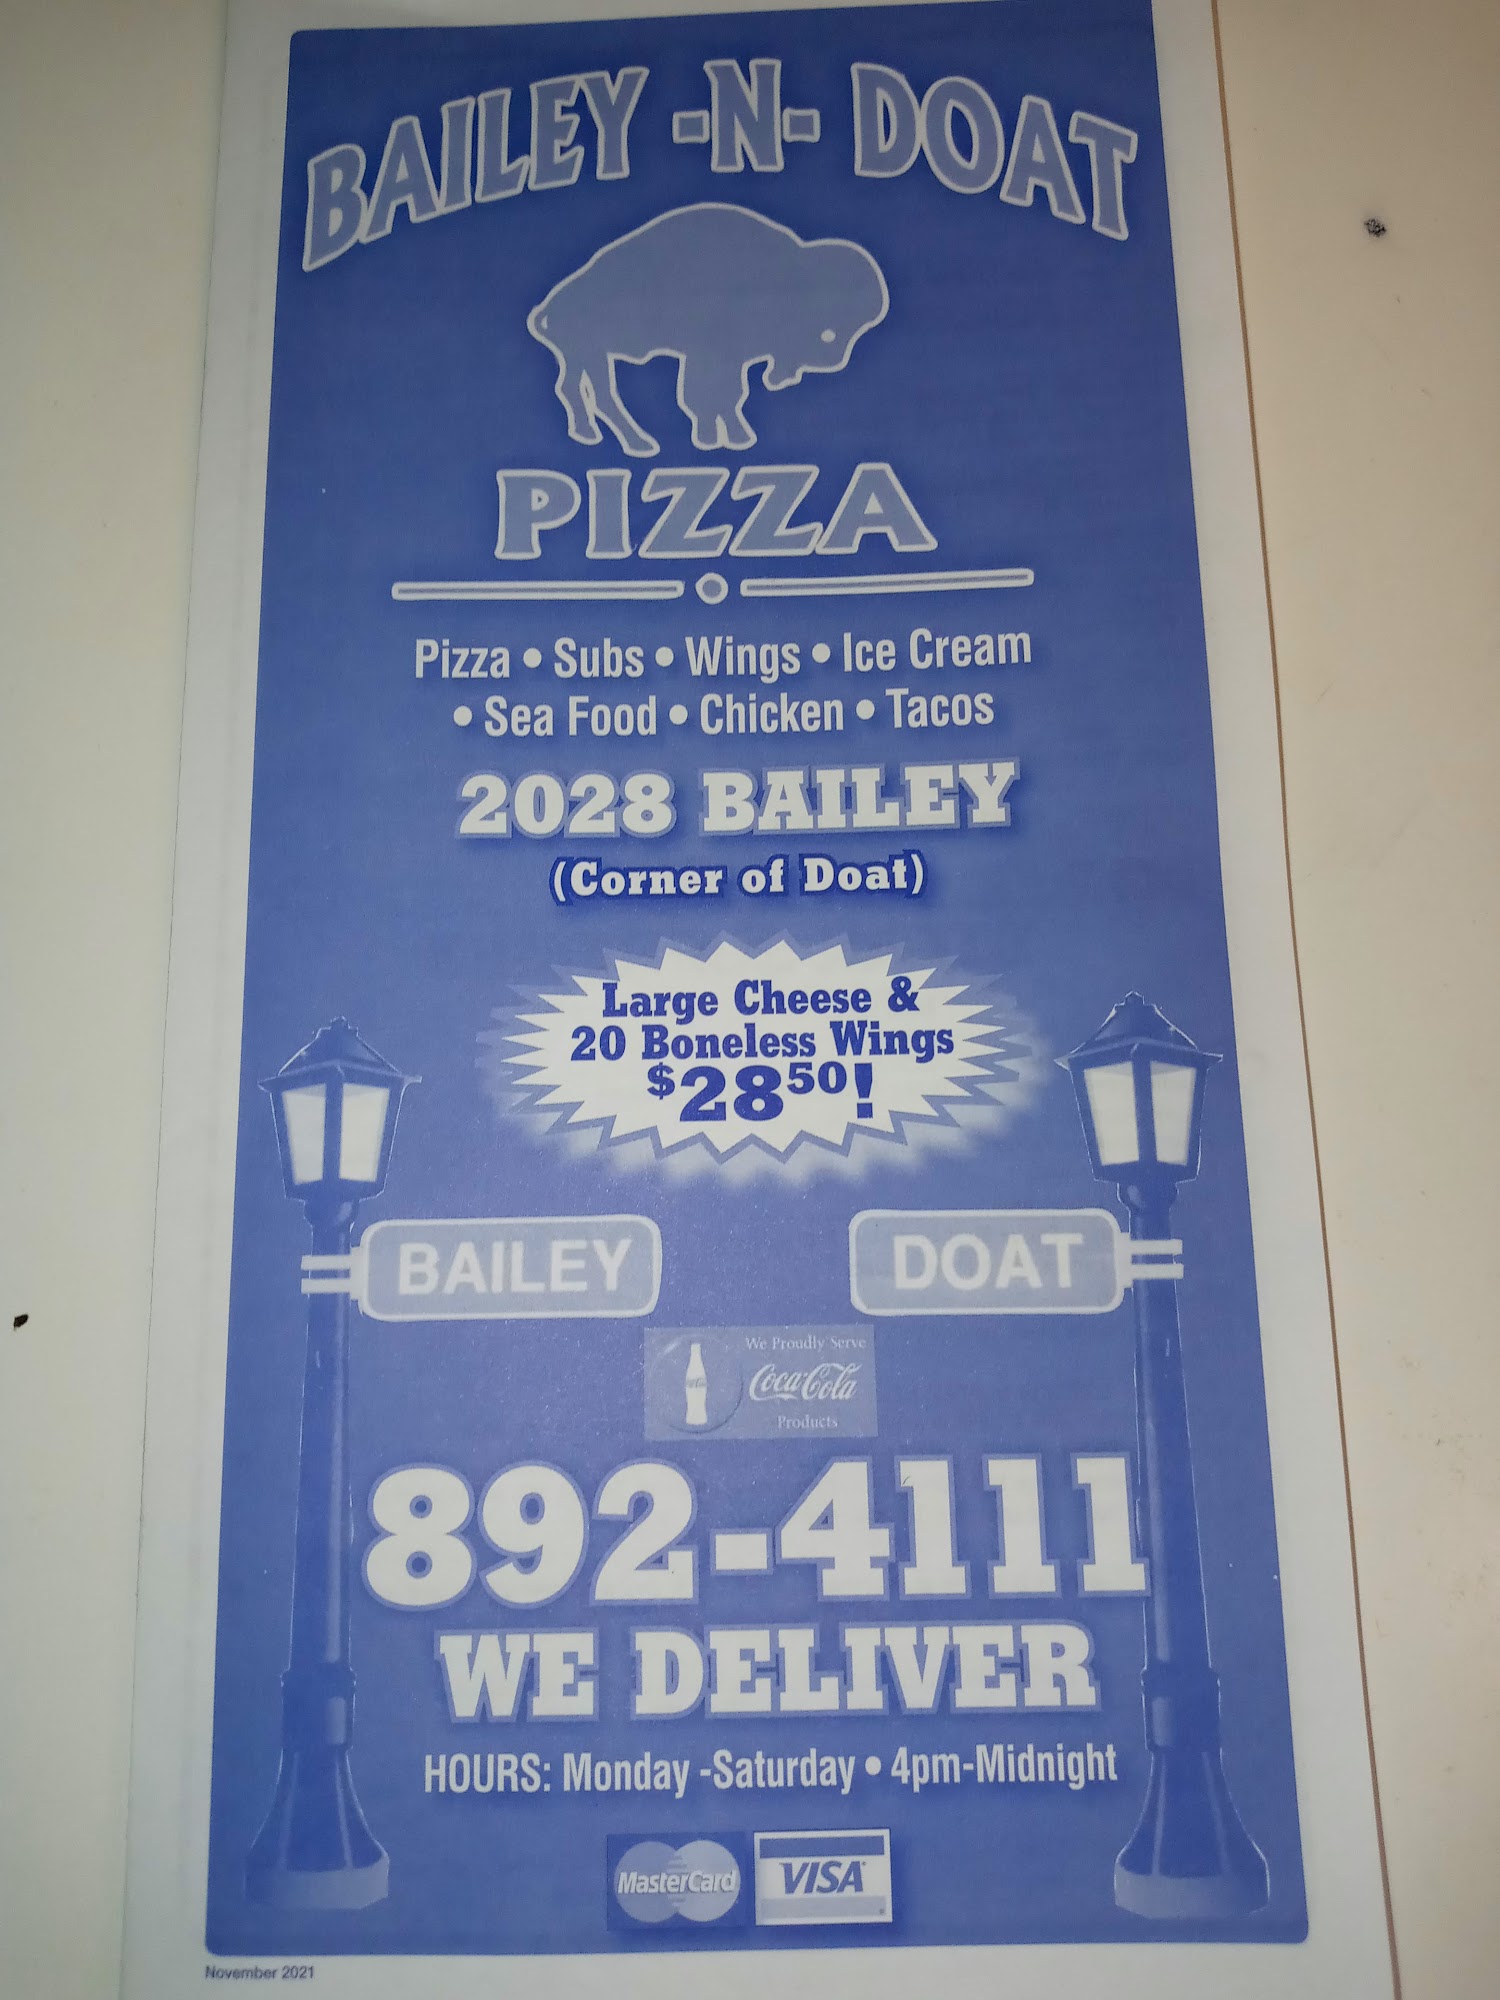 BAILEY -N- DOAT
PIZZA
Pizza • Subs • Wings • Ice Cream
• Sea Food • Chicken • Tacos
2028 BAILEY
(Corner of Doat)
Large Cheese &
20 Boneless Wings
$2850!
BAILEY
DOAT
We Proudly Serve
Coca-Cola
Products
892-4111
WE DELIVER
HOURS: Monday -Saturday • 4pm-Midnight
MasterCard
VISA
November 2021